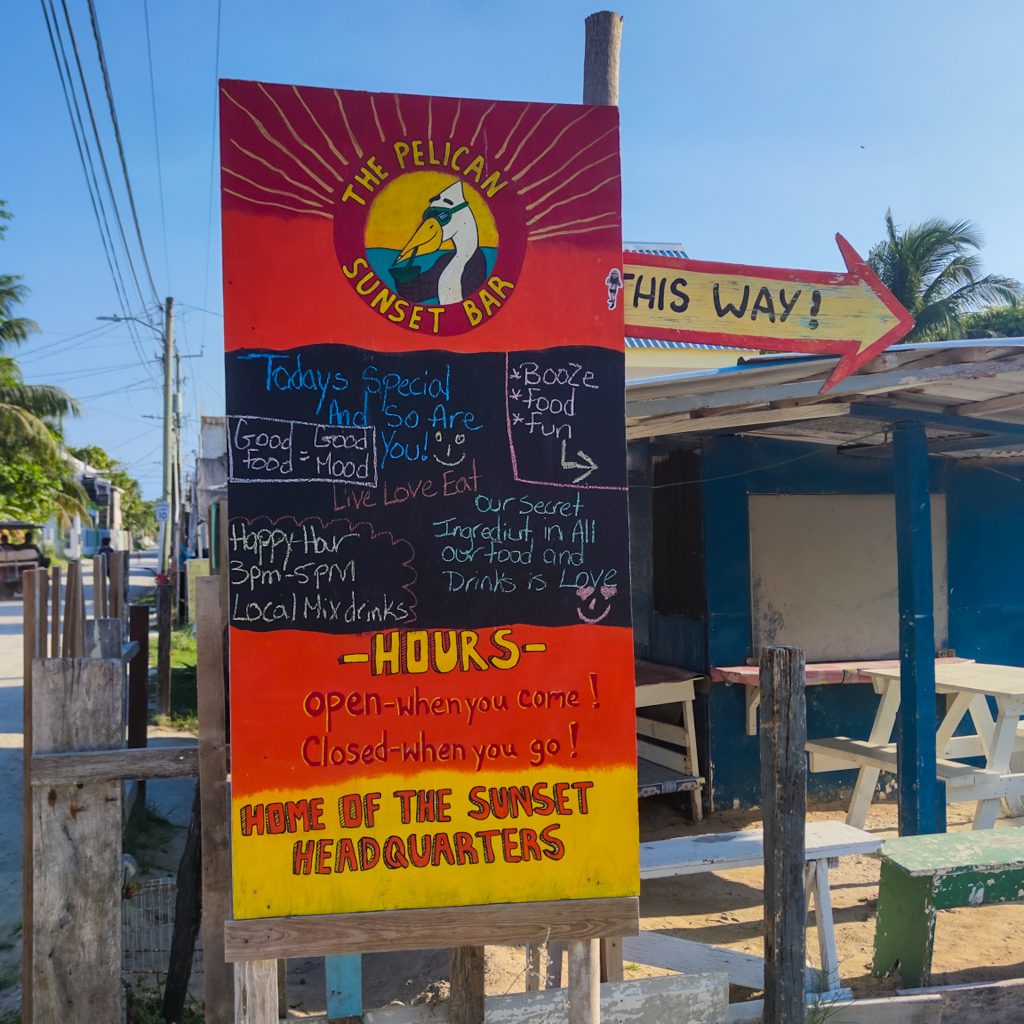 THE PELICAN
SUNSET BAR
THIS WAY!
Todays Special
And So Are
You!
*Booze
*Food
*Fun
Good Food = Good Mood
Live Love Eat
Our Secret
Ingrediut in All
our food and
Drinks is Love
Happy Hour
3pm-5PM
Local Mix drinks
-HOURS-
open-when you come!
Closed-when you go!
HOME OF THE SUNSET
HEADQUARTERS